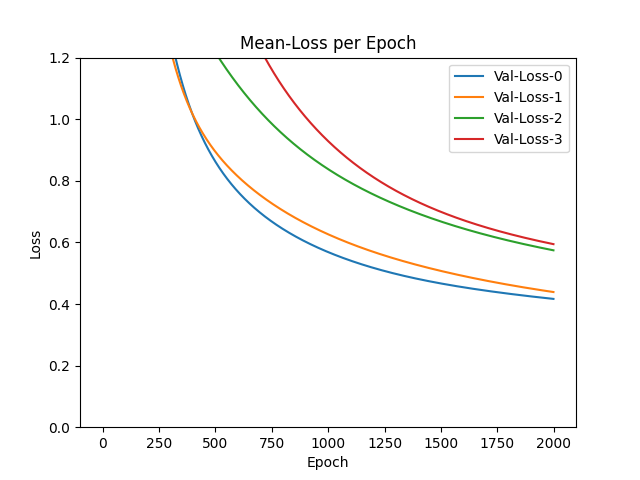 Mean-Loss per Epoch
1.2
1.0
0.8
0.6
0.4
0.2
0.0
Loss
Val-Loss-0
Val-Loss-1
Val-Loss-2
Val-Loss-3
0 250 500 750 1000 1250 1500 1750 2000
Epoch